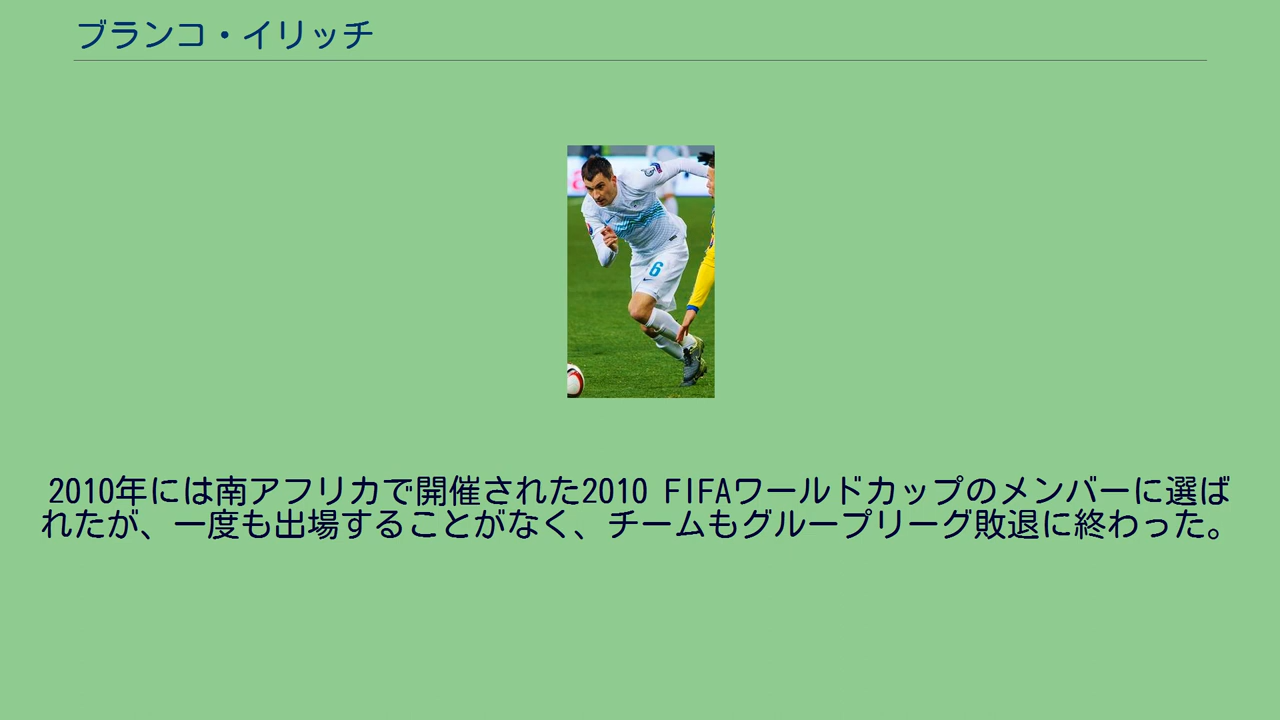 ブランコ・イリッチ
6
2010年には南アフリカで開催された2010 FIFAワールドカップのメンバーに選ば
れたが、一度も出場することがなく、チームもグループリーグ敗退に終わった。